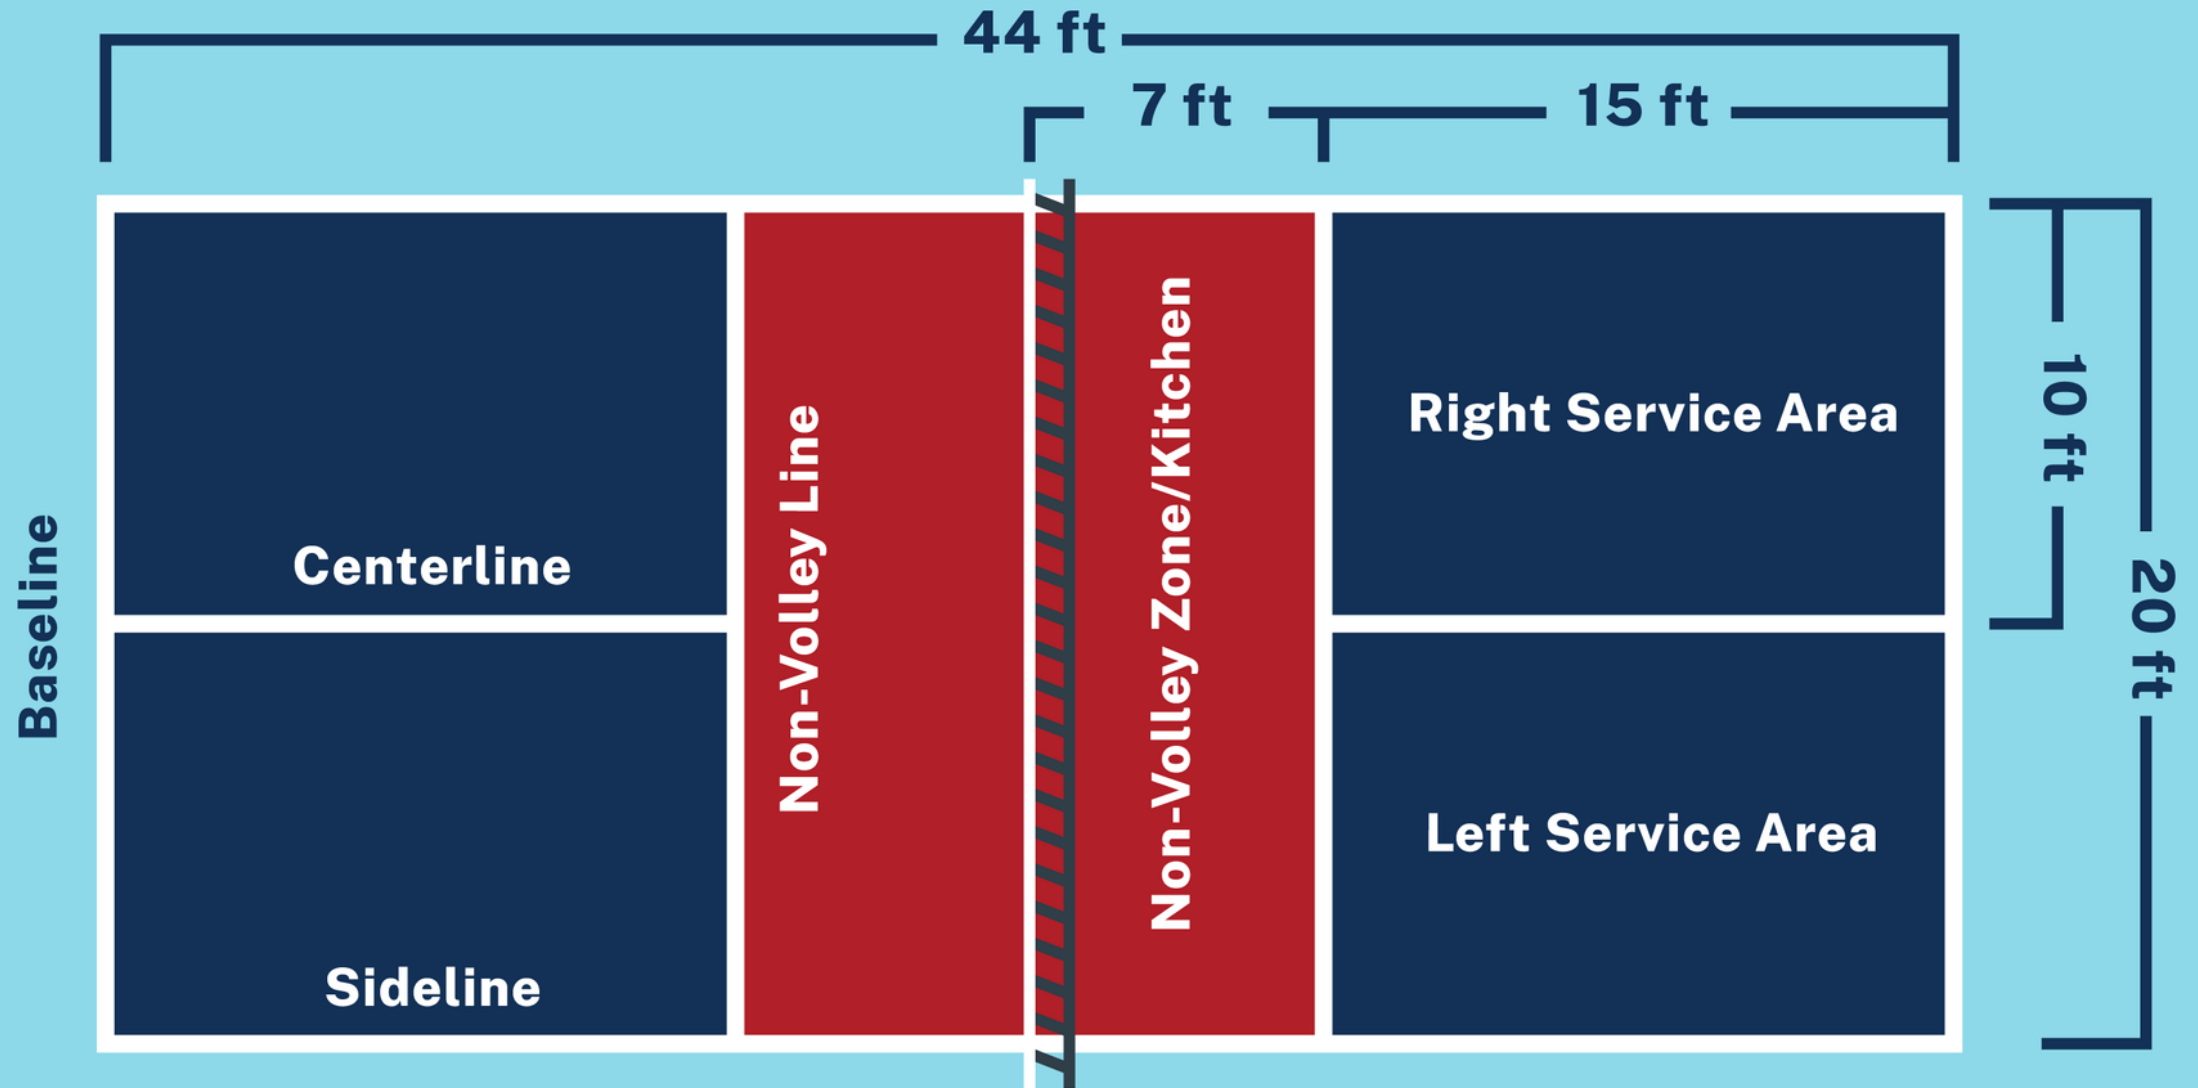 44 ft
7 ft
15 ft
Baseline
Centerline
Sideline
Non-Volley Line
Non-Volley Zone/Kitchen
Right Service Area
Left Service Area
10 ft
20 ft